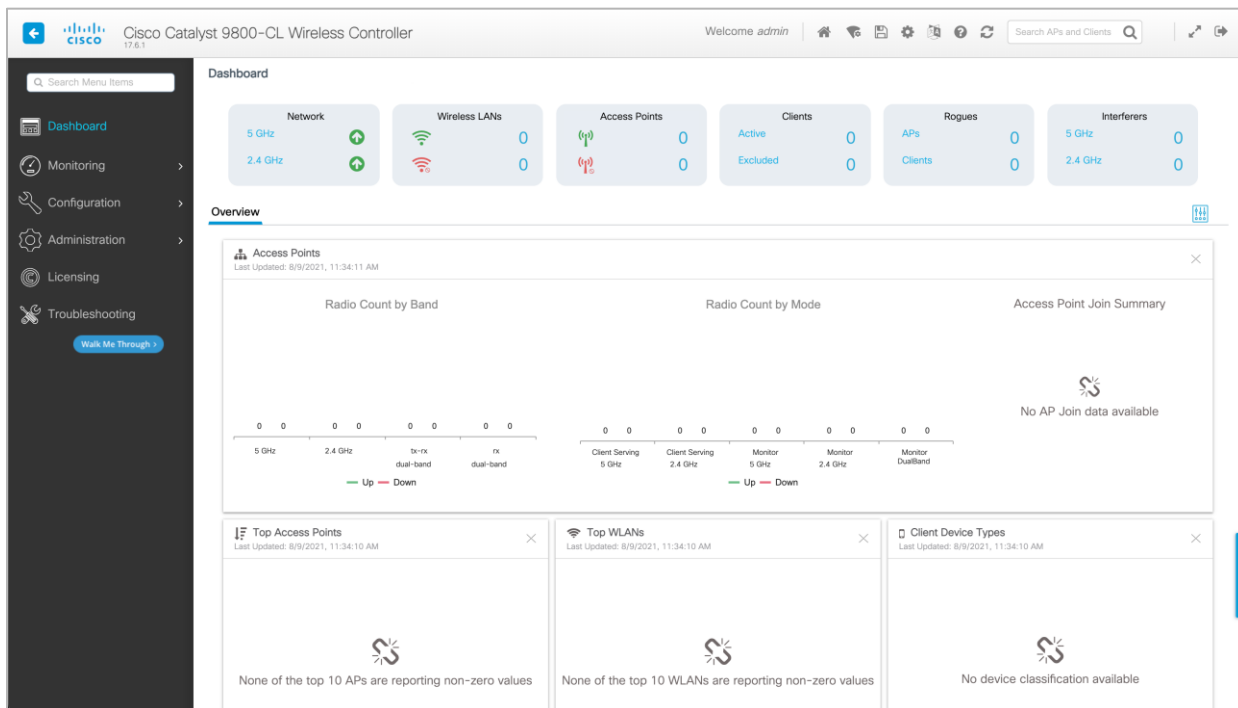 CISCO
Cisco Catalyst 9800-CL Wireless Controller
17.6.1
Welcome admin
Search APs and Clients
Search Menu Items
Dashboard
Monitoring
Configuration
Administration
Licensing
Troubleshooting
Walk Me Through >
Dashboard
Network
5 GHz
2.4 GHz
Wireless LANs
0
0
Access Points
0
0
Clients
Active 0
Excluded 0
Rogues
APs 0
Clients 0
Interferers
5 GHz 0
2.4 GHz 0
Overview
Access Points
Last Updated: 8/9/2021, 11:34:11 AM
Radio Count by Band
0 0 0 0 0 0 0 0
5 GHz 2.4 GHz tx-rx rx
dual-band dual-band
Up Down
Radio Count by Mode
0 0 0 0 0 0 0 0 0 0
Client Serving Client Serving Monitor Monitor Monitor
5 GHz 2.4 GHz 5 GHz 2.4 GHz DualBand
Up Down
Access Point Join Summary
No AP Join data available
Top Access Points
Last Updated: 8/9/2021, 11:34:10 AM
None of the top 10 APs are reporting non-zero values
Top WLANs
Last Updated: 8/9/2021, 11:34:10 AM
None of the top 10 WLANs are reporting non-zero values
Client Device Types
Last Updated: 8/9/2021, 11:34:10 AM
No device classification available